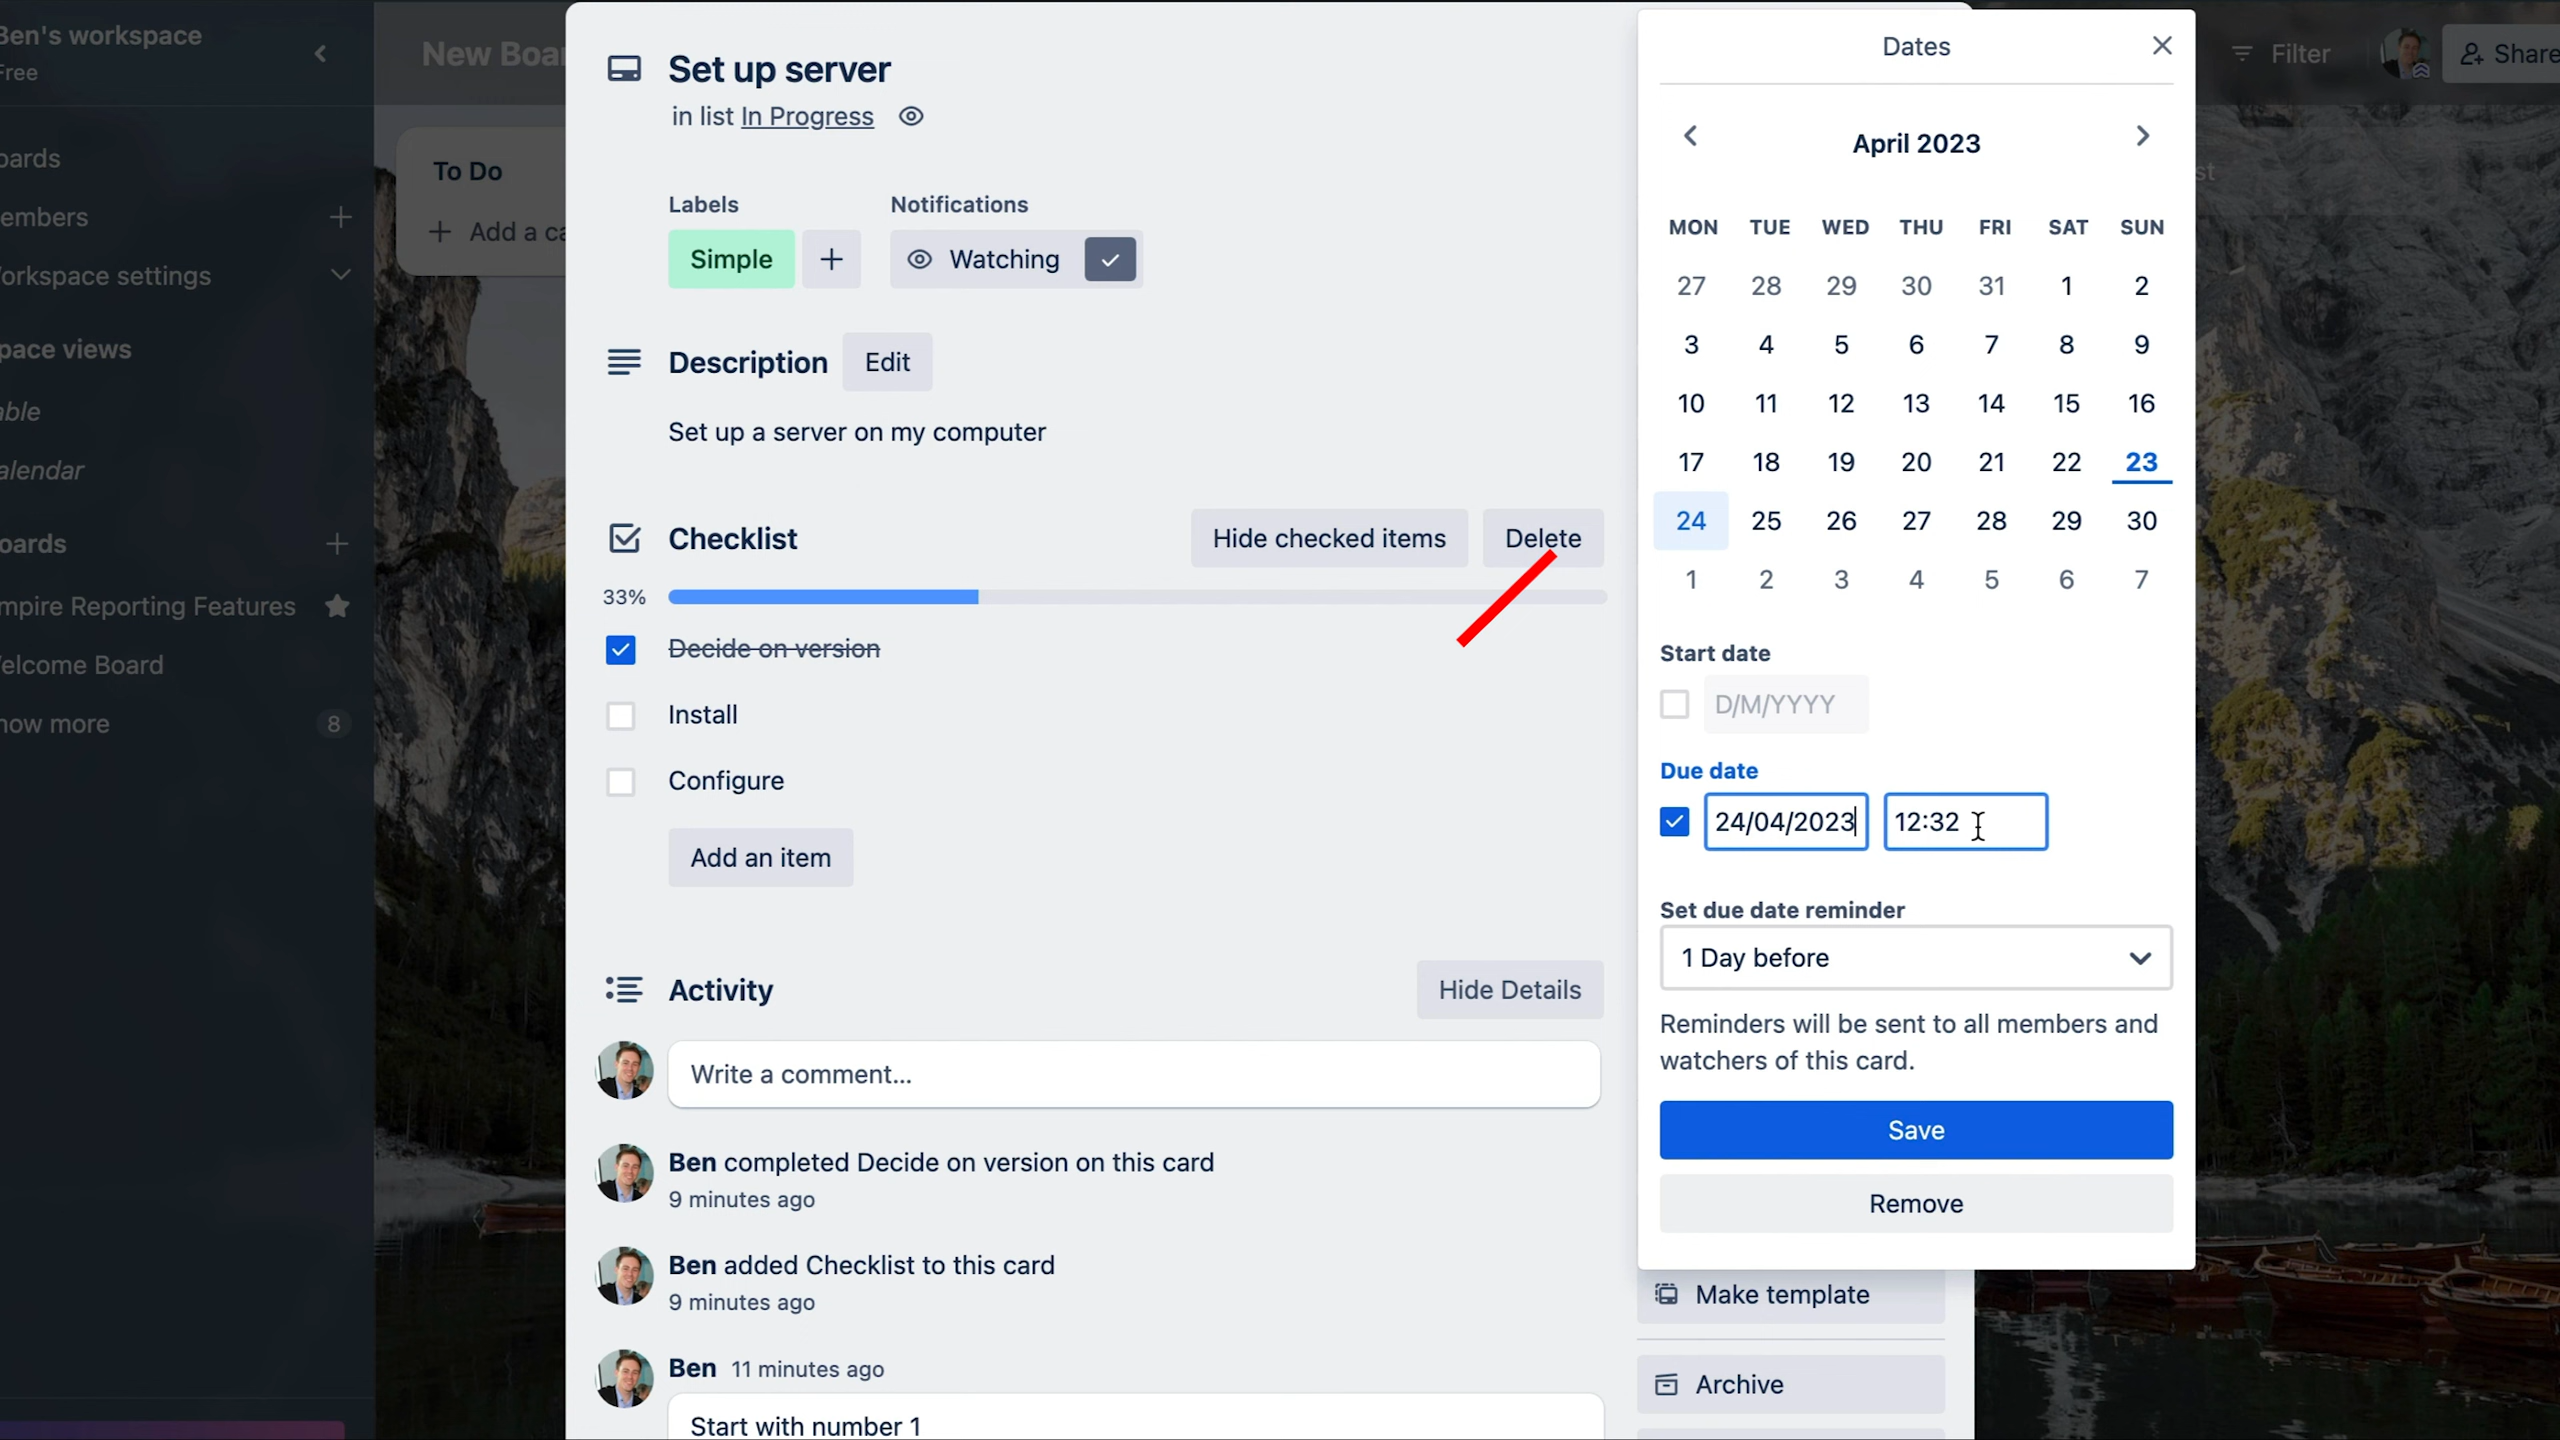 Ben's workspace
Free
oards
embers
orkspace settings
pace views
able
alendar
oards
mpire Reporting Features
elcome Board
how more
8
New Boar
To Do
Add a ca
Set up server
in list In Progress
Labels
Notifications
Simple
Watching
Description
Edit
Set up a server on my computer
Checklist
Hide checked items
Delete
33%
Decide on version
Install
Configure
Add an item
Activity
Hide Details
Write a comment...
Ben completed Decide on version on this card
9 minutes ago
Ben added Checklist to this card
9 minutes ago
Ben 11 minutes ago
Start with number 1
Dates
April 2023
MON TUE WED THU FRI SAT SUN
27 28 29 30 31 1 2
3 4 5 6 7 8 9
10 11 12 13 14 15 16
17 18 19 20 21 22 23
24 25 26 27 28 29 30
1 2 3 4 5 6 7
Start date
D/M/YYYY
Due date
24/04/2023 12:32
Set due date reminder
1 Day before
Reminders will be sent to all members and
watchers of this card.
Save
Remove
Make template
Archive
Filter
Share
st